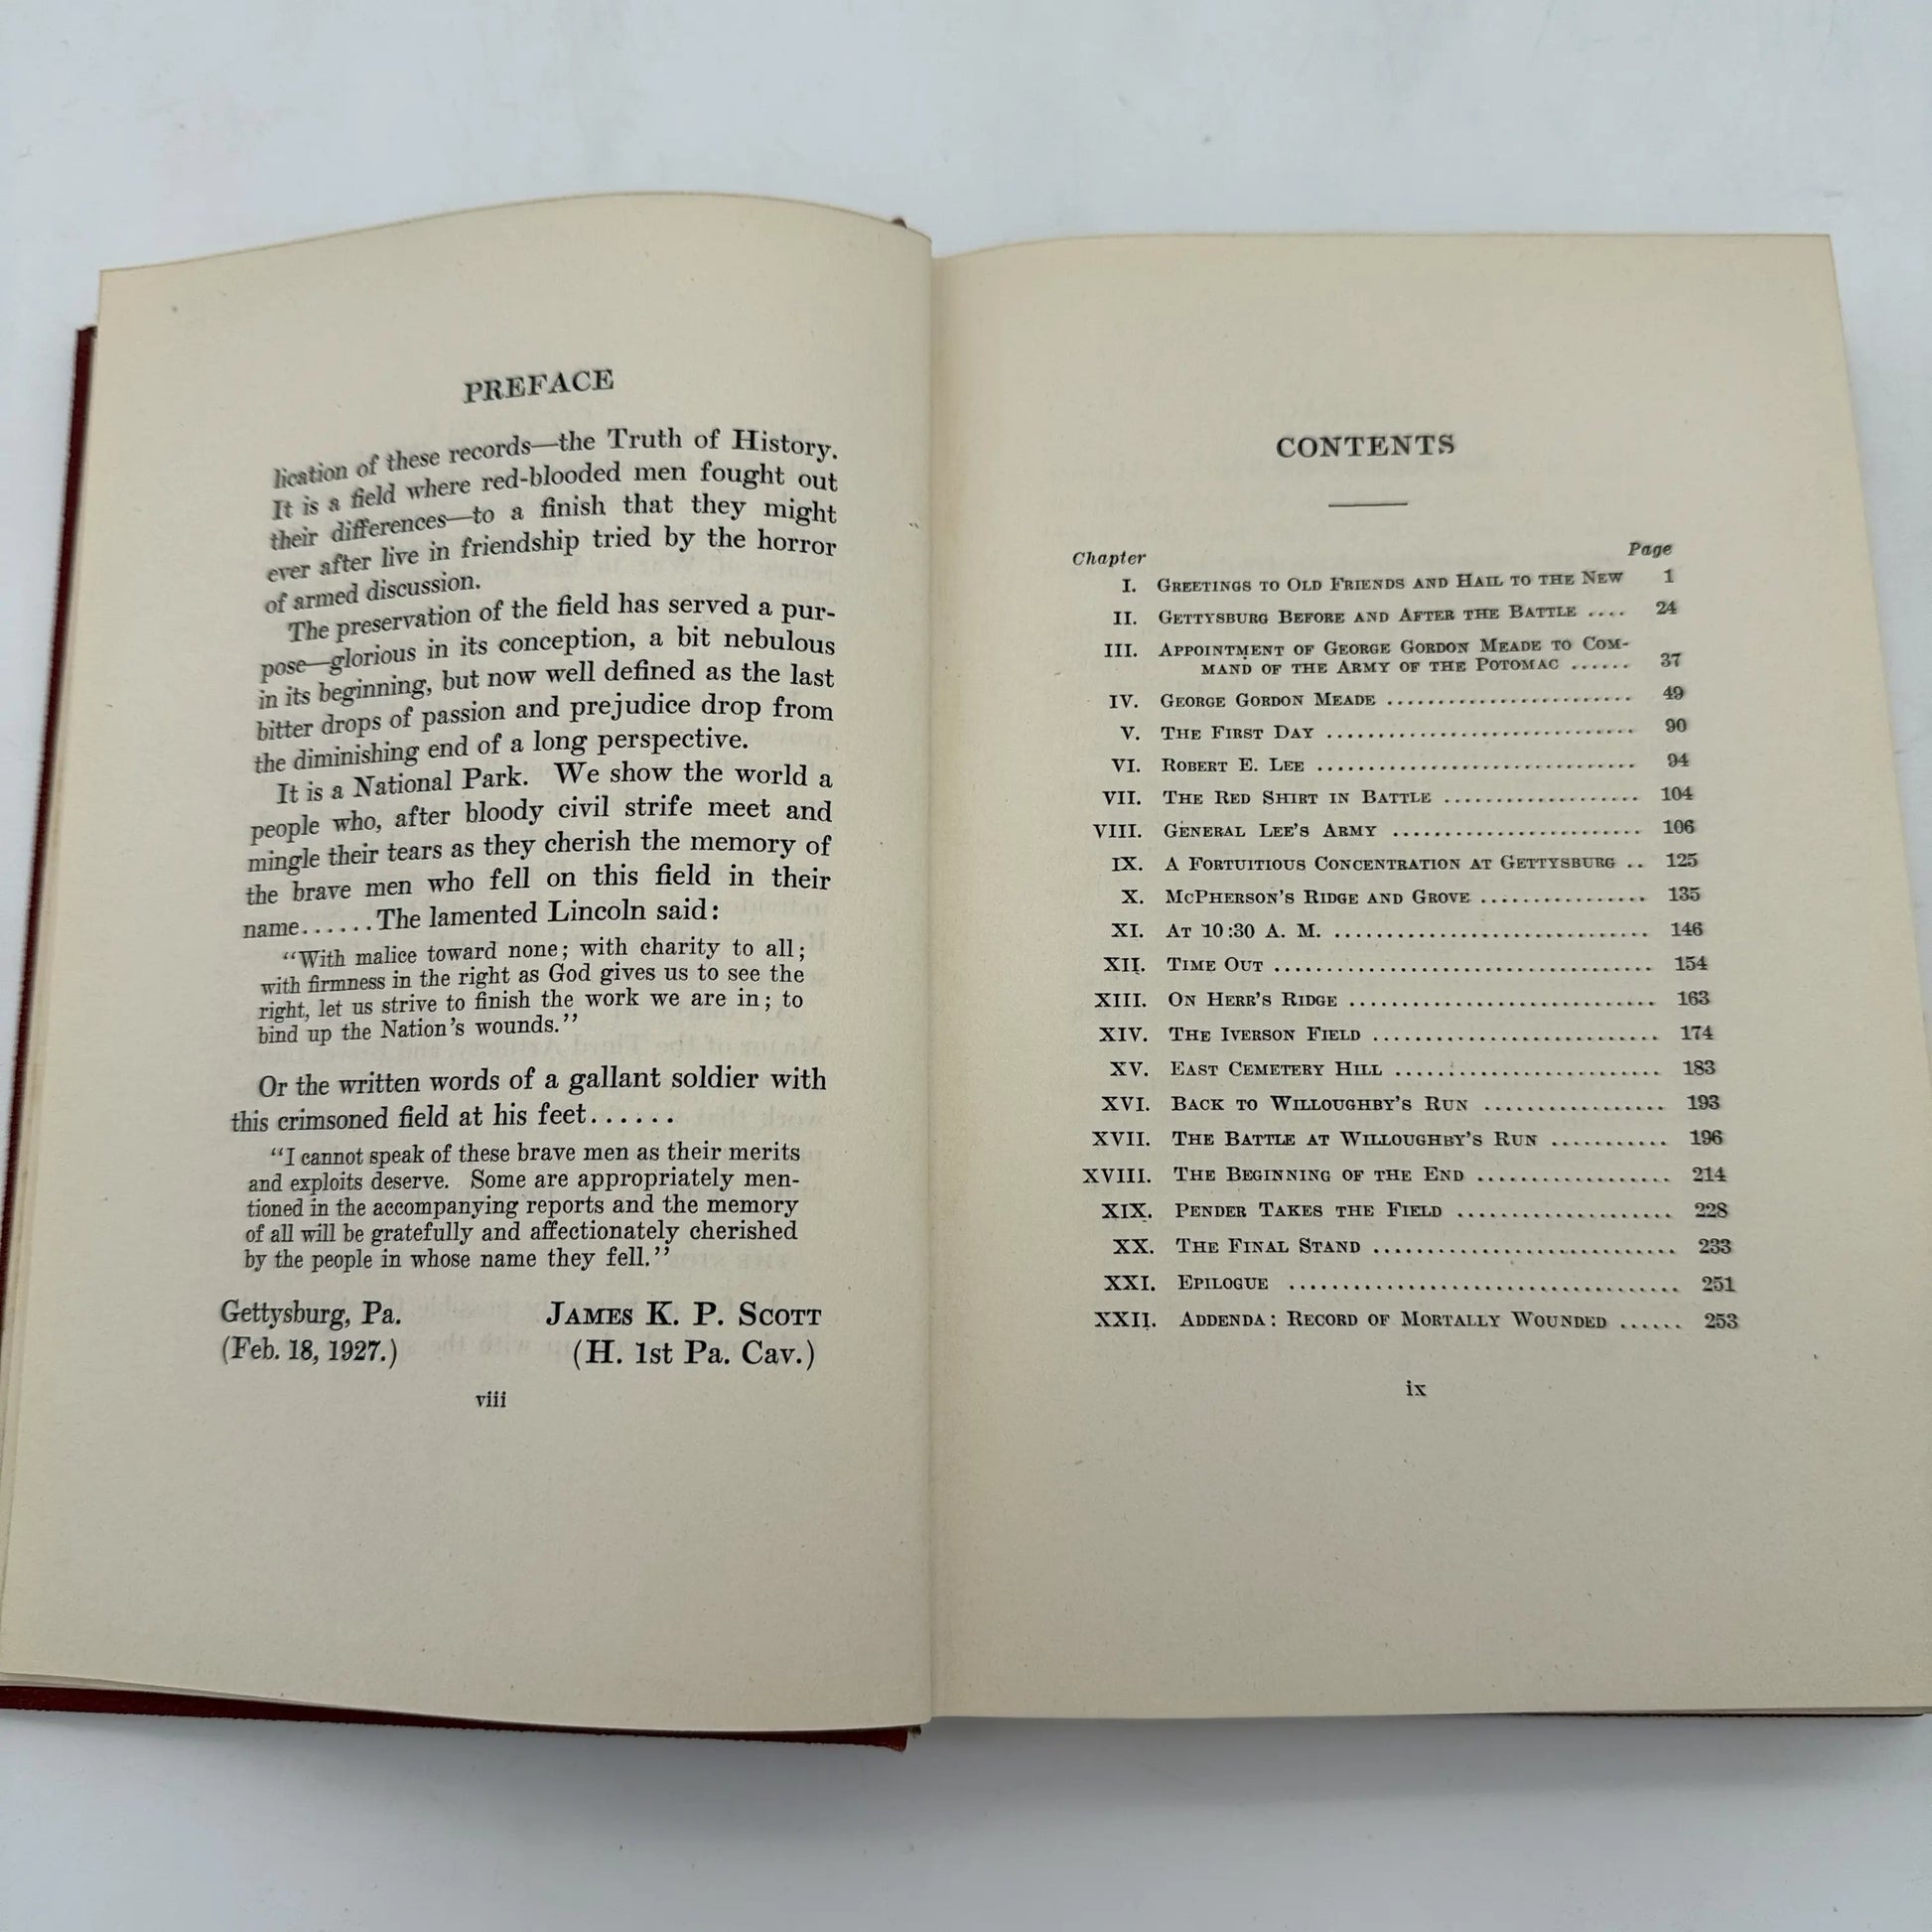 PREFACE
lication of these records—the Truth of History.
It is a field where red-blooded men fought out
their differences—to a finish that they might
ever after live in friendship tried by the horror
of armed discussion.
The preservation of the field has served a pur-
pose—glorious in its conception, a bit nebulous
in its beginning, but now well defined as the last
bitter drops of passion and prejudice drop from
the diminishing end of a long perspective.
It is a National Park. We show the world a
people who, after bloody civil strife meet and
mingle their tears as they cherish the memory of
the brave men who fell on this field in their
name......The lamented Lincoln said:
“With malice toward none; with charity to all;
with firmness in the right as God gives us to see the
right, let us strive to finish the work we are in; to
bind up the Nation’s wounds.”
Or the written words of a gallant soldier with
this crimsoned field at his feet......
“I cannot speak of these brave men as their merits
and exploits deserve. Some are appropriately men-
tioned in the accompanying reports and the memory
of all will be gratefully and affectionately cherished
by the people in whose name they fell.”
Gettysburg, Pa. JAMES K. P. SCOTT
(Feb. 18, 1927.) (H. 1st Pa. Cav.)
viii
CONTENTS
Chapter Page
I. GREETINGS TO OLD FRIENDS AND HAIL TO THE NEW 1
II. GETTYSBURG BEFORE AND AFTER THE BATTLE .... 24
III. APPOINTMENT OF GEORGE GORDON MEADE TO COM-
MAND OF THE ARMY OF THE POTOMAC ...... 37
IV. GEORGE GORDON MEADE ........................ 49
V. THE FIRST DAY .............................. 90
VI. ROBERT E. LEE .............................. 94
VII. THE RED SHIRT IN BATTLE ................... 104
VIII. GENERAL LEE’S ARMY ........................ 106
IX. A FORTUITIOUS CONCENTRATION AT GETTYSBURG .. 125
X. MCPHERSON’S RIDGE AND GROVE ................ 135
XI. AT 10:30 A. M. .............................. 146
XII. TIME OUT .................................... 154
XIII. ON HERR’S RIDGE ............................. 163
XIV. THE IVERSON FIELD ........................... 174
XV. EAST CEMETERY HILL .......................... 183
XVI. BACK TO WILLOUGHBY’S RUN .................. 193
XVII. THE BATTLE AT WILLOUGHBY’S RUN ........... 196
XVIII. THE BEGINNING OF THE END .................. 214
XIX. PENDER TAKES THE FIELD ..................... 228
XX. THE FINAL STAND ............................. 233
XXI. EPILOGUE ..................................... 251
XXII. ADDENDA: RECORD OF MORTALLY WOUNDED ...... 253
ix